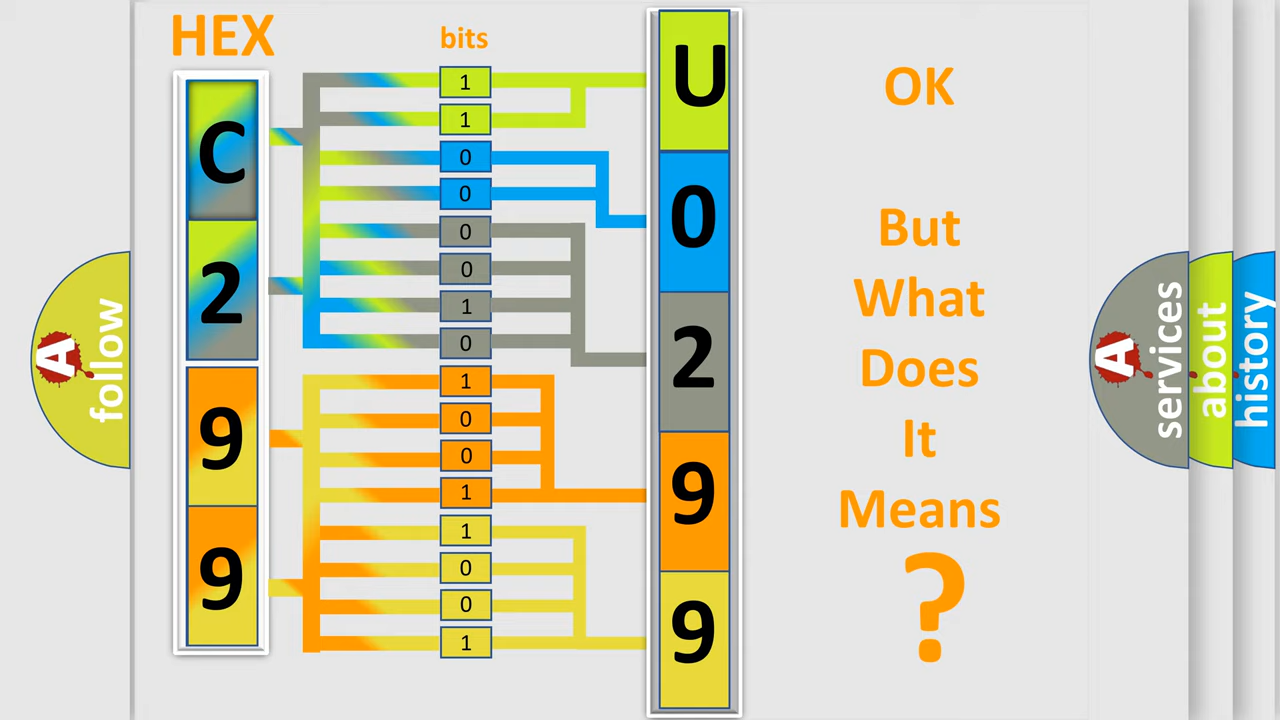 HEX
bits
C
2
9
9
1
1
0
0
0
0
1
0
1
0
0
1
1
0
0
1
U
0
2
9
9
OK
But
What
Does
It
Means
?
A
follow
A
services
about
history